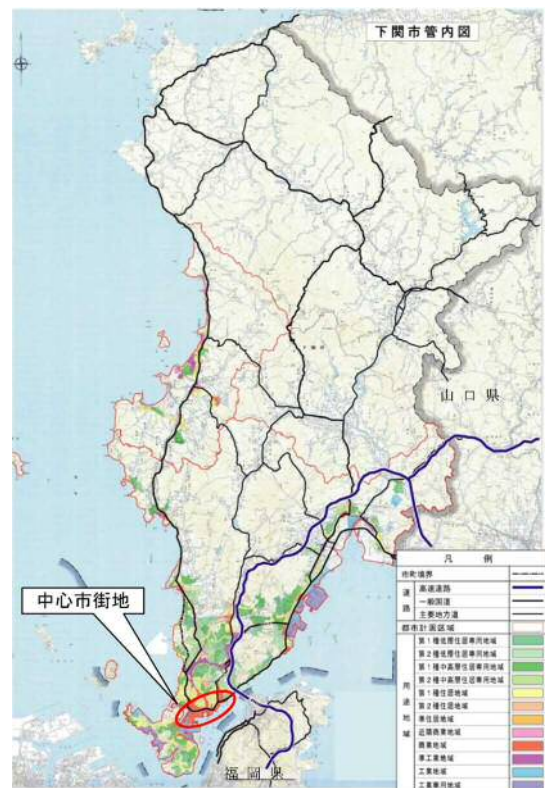 下関市管内図
山口県
中心市街地
福岡県
凡例
市町境界
道路
高速道路
一般国道
主要地方道
都市計画区域
用途地域
第1種低層住居専用地域
第2種低層住居専用地域
第1種中高層住居専用地域
第2種中高層住居専用地域
第1種住居地域
第2種住居地域
準住居地域
近隣商業地域
商業地域
準工業地域
工業地域
工業専用地域